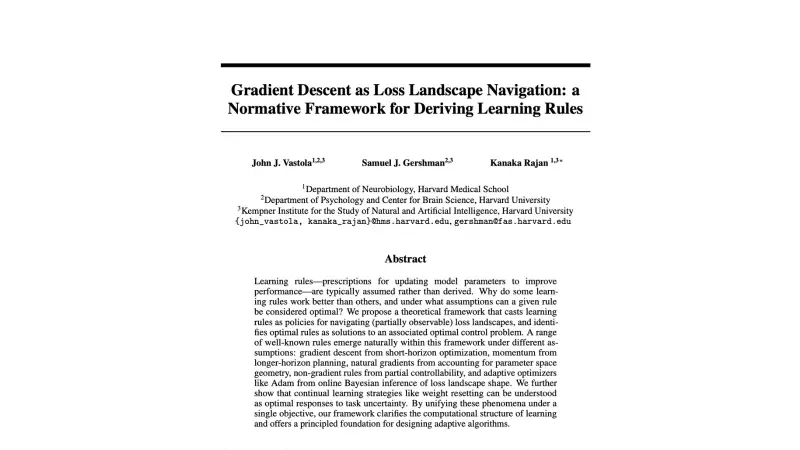 Gradient Descent as Loss Landscape Navigation: a
Normative Framework for Deriving Learning Rules
John J. Vastola1,2,3 Samuel J. Gershman2,3 Kanaka Rajan 1,3*
1Department of Neurobiology, Harvard Medical School
2Department of Psychology and Center for Brain Science, Harvard University
3Kempner Institute for the Study of Natural and Artificial Intelligence, Harvard University
{john_vastola, kanaka_rajan}@hms.harvard.edu, gershman@fas.harvard.edu
Abstract
Learning rules—prescriptions for updating model parameters to improve
performance—are typically assumed rather than derived. Why do some learn-
ing rules work better than others, and under what assumptions can a given rule
be considered optimal? We propose a theoretical framework that casts learning
rules as policies for navigating (partially observable) loss landscapes, and identi-
fies optimal rules as solutions to an associated optimal control problem. A range
of well-known rules emerge naturally within this framework under different as-
sumptions: gradient descent from short-horizon optimization, momentum from
longer-horizon planning, natural gradients from accounting for parameter space
geometry, non-gradient rules from partial controllability, and adaptive optimizers
like Adam from online Bayesian inference of loss landscape shape. We further
show that continual learning strategies like weight resetting can be understood
as optimal responses to task uncertainty. By unifying these phenomena under a
single objective, our framework clarifies the computational structure of learning
and offers a principled foundation for designing adaptive algorithms.